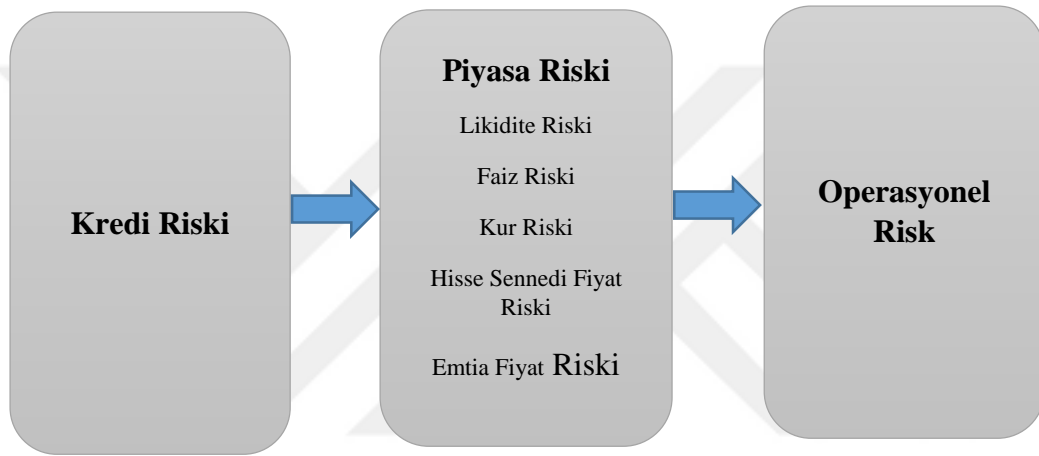 Kredi Riski
Piyasa Riski
Likidite Riski
Faiz Riski
Kur Riski
Hisse Sennedi Fiyat
Riski
Emtia Fiyat Riski
Operasyonel
Risk